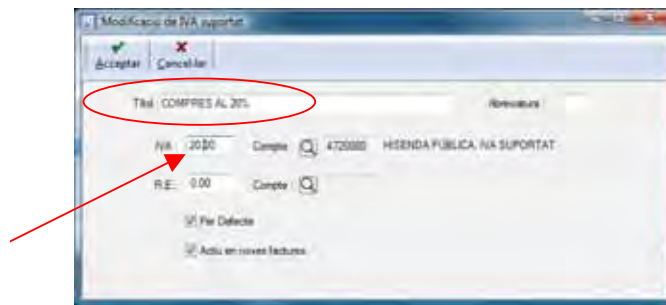 Modificació de IVA suportat
Acceptar Cancel·lar
Títol COMPRES AL 20% Abreviatura
IVA 20.00 Compte 4720000 HISENDA PÚBLICA, IVA SUPORTAT
R.E. 0.00 Compte
Per Defecte
Actiu en noves factures